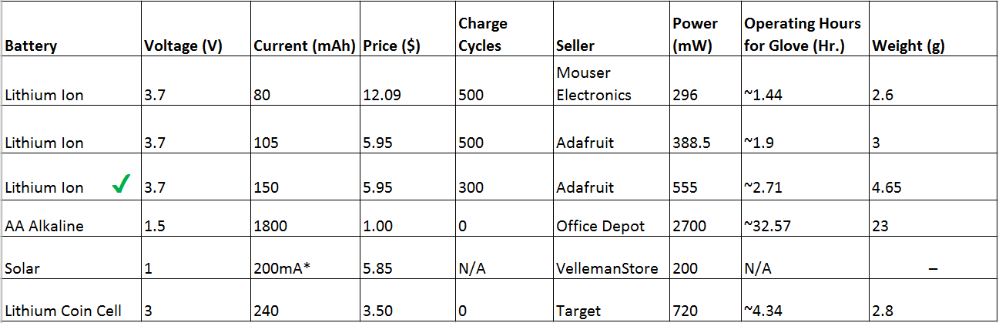 Battery Voltage (V) Current (mAh) Price ($) Charge Cycles Seller Power (mW) Operating Hours for Glove (Hr.) Weight (g)
Lithium Ion 3.7 80 12.09 500 Mouser Electronics 296 ~1.44 2.6
Lithium Ion 3.7 105 5.95 500 Adafruit 388.5 ~1.9 3
Lithium Ion ✓ 3.7 150 5.95 300 Adafruit 555 ~2.71 4.65
AA Alkaline 1.5 1800 1.00 0 Office Depot 2700 ~32.57 23
Solar 1 200mA* 5.85 N/A VellemanStore 200 N/A –
Lithium Coin Cell 3 240 3.50 0 Target 720 ~4.34 2.8